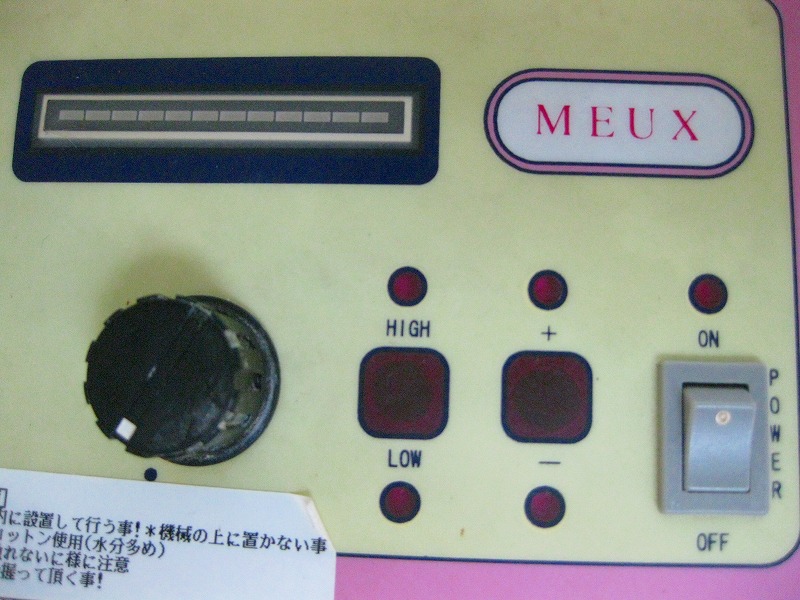 MEUX
HIGH
+
ON
LOW
—
POWER
OFF
内に設置して行う事!*機械の上に置かない事
コットン使用(水分多め)
れないに様に注意
握って頂く事!